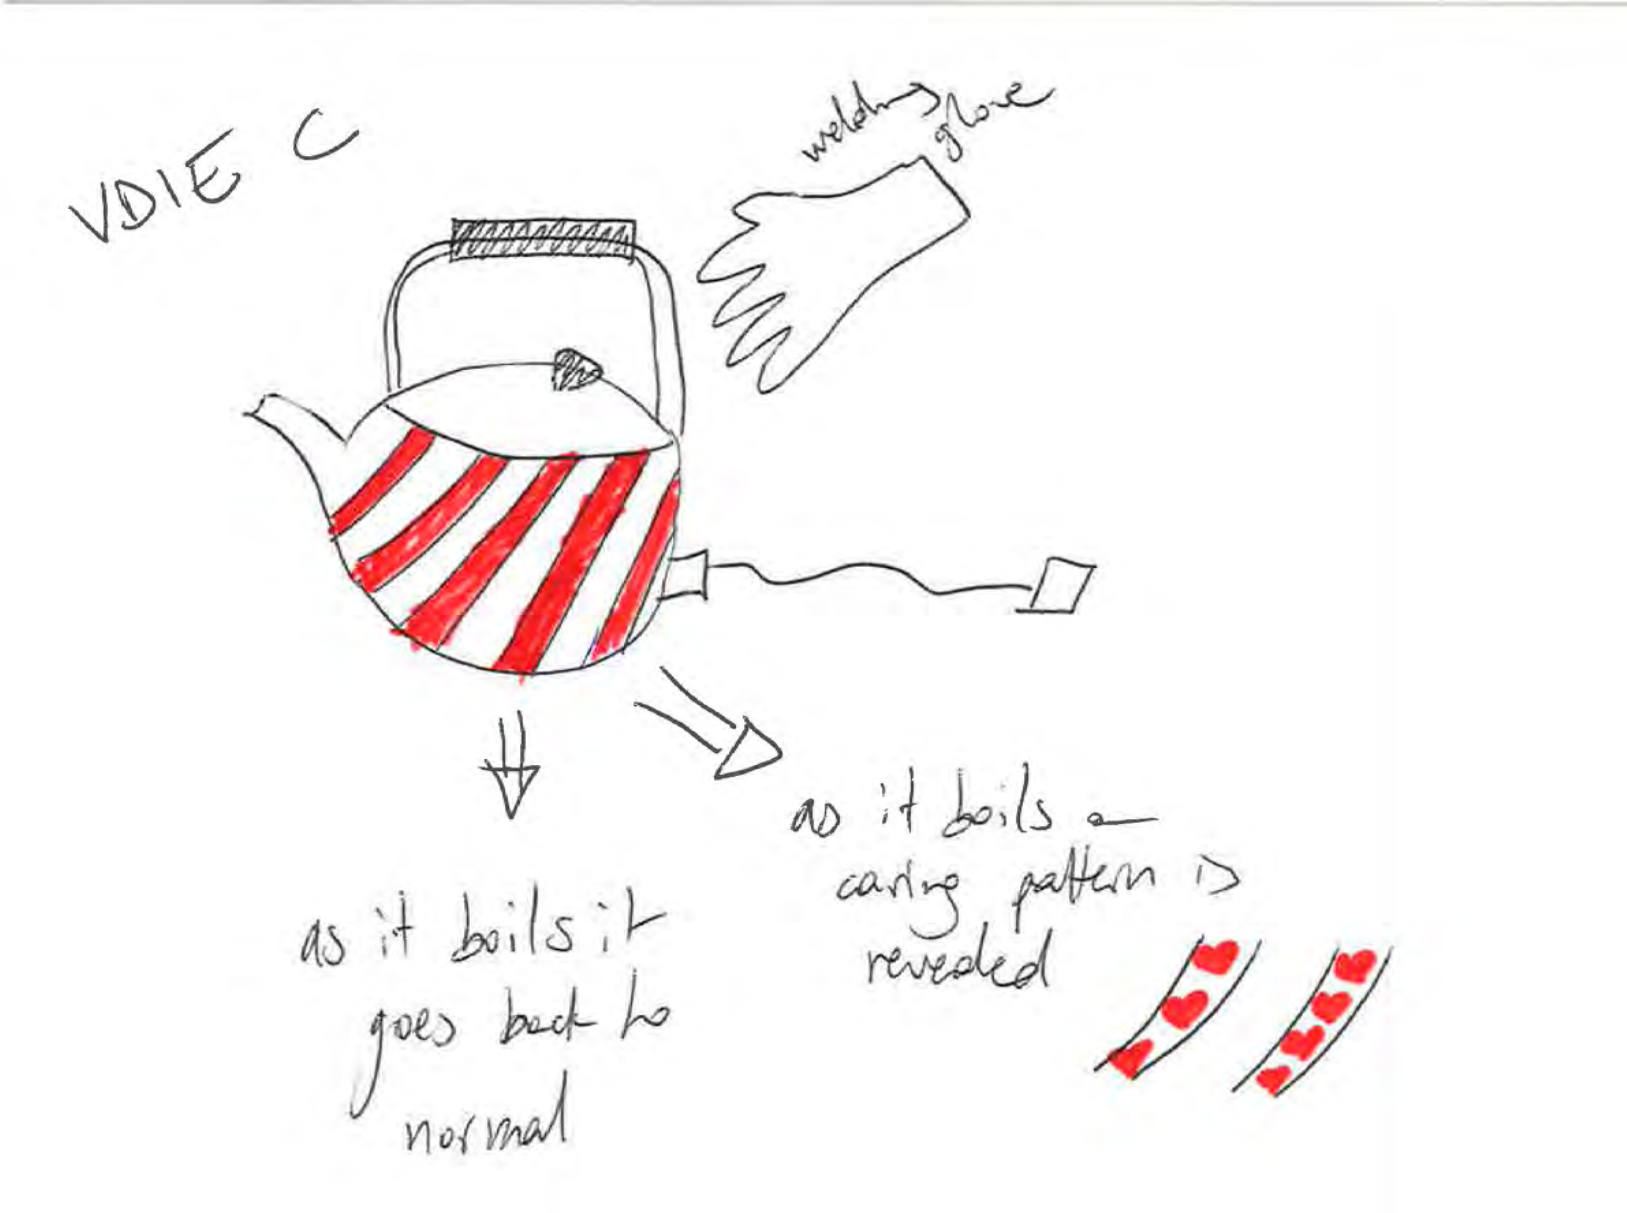 VDIE C
welding
glove
as it boils a
caring pattern is
revealed
as it boils it
goes back to
normal